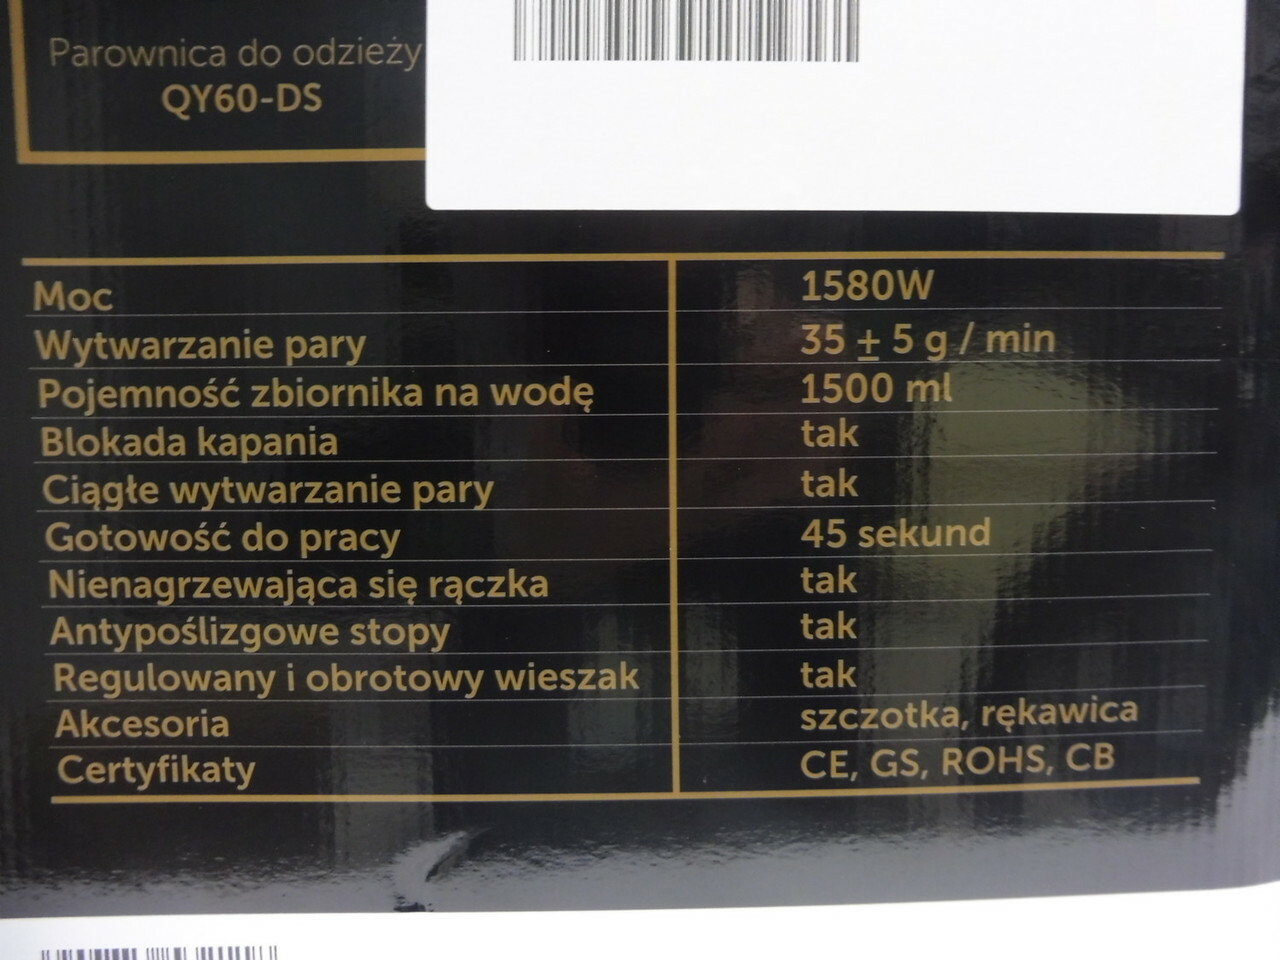 Parownica do odzieży
QY60-DS
Moc 1580W
Wytwarzanie pary 35 ± 5 g / min
Pojemność zbiornika na wodę 1500 ml
Blokada kapania tak
Ciągłe wytwarzanie pary tak
Gotowość do pracy 45 sekund
Nienagrzewająca się rączka tak
Antypoślizgowe stopy tak
Regulowany i obrotowy wieszak tak
Akcesoria szczotka, rękawica
Certyfikaty CE, GS, ROHS, CB